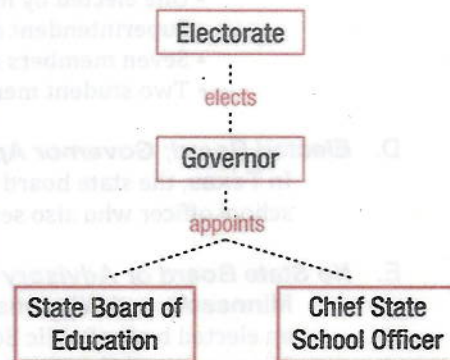 Electorate
elects
Governor
appoints
State Board of
Education
Chief State
School Officer